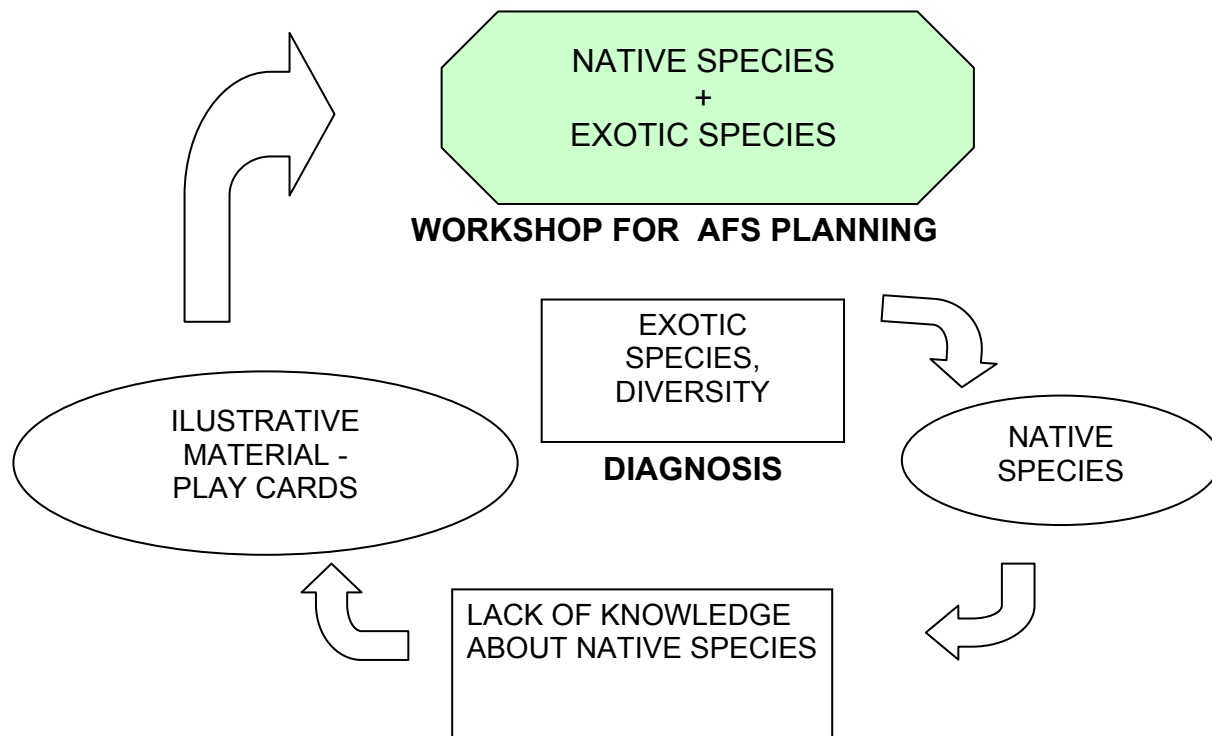 NATIVE SPECIES
+
EXOTIC SPECIES
WORKSHOP FOR AFS PLANNING
EXOTIC
SPECIES,
DIVERSITY
DIAGNOSIS
NATIVE
SPECIES
LACK OF KNOWLEDGE
ABOUT NATIVE SPECIES
ILUSTRATIVE
MATERIAL -
PLAY CARDS